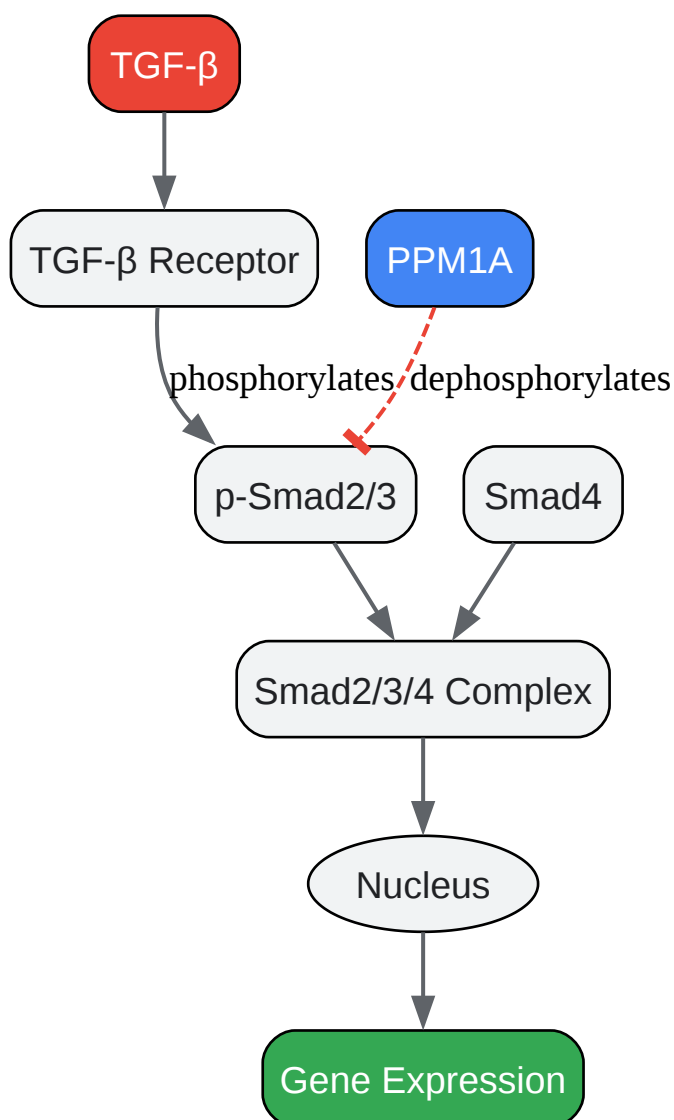 TGF-β
TGF-β Receptor
PPM1A
phosphorylates
dephosphorylates
p-Smad2/3
Smad4
Smad2/3/4 Complex
Nucleus
Gene Expression